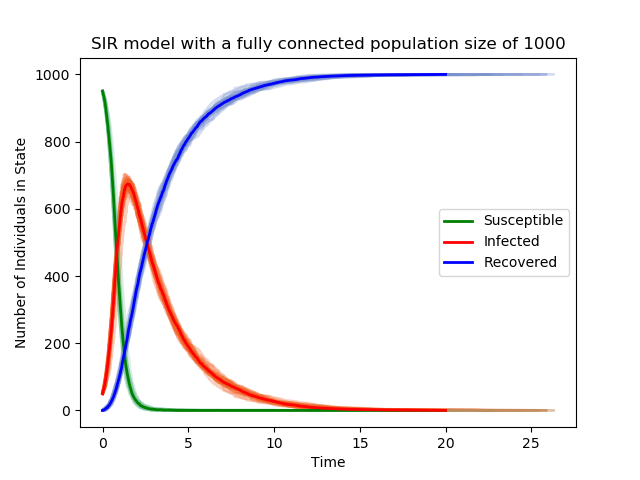 SIR model with a fully connected population size of 1000
1000
800
600
400
200
0
Number of Individuals in State
Susceptible
Infected
Recovered
0 5 10 15 20 25
Time